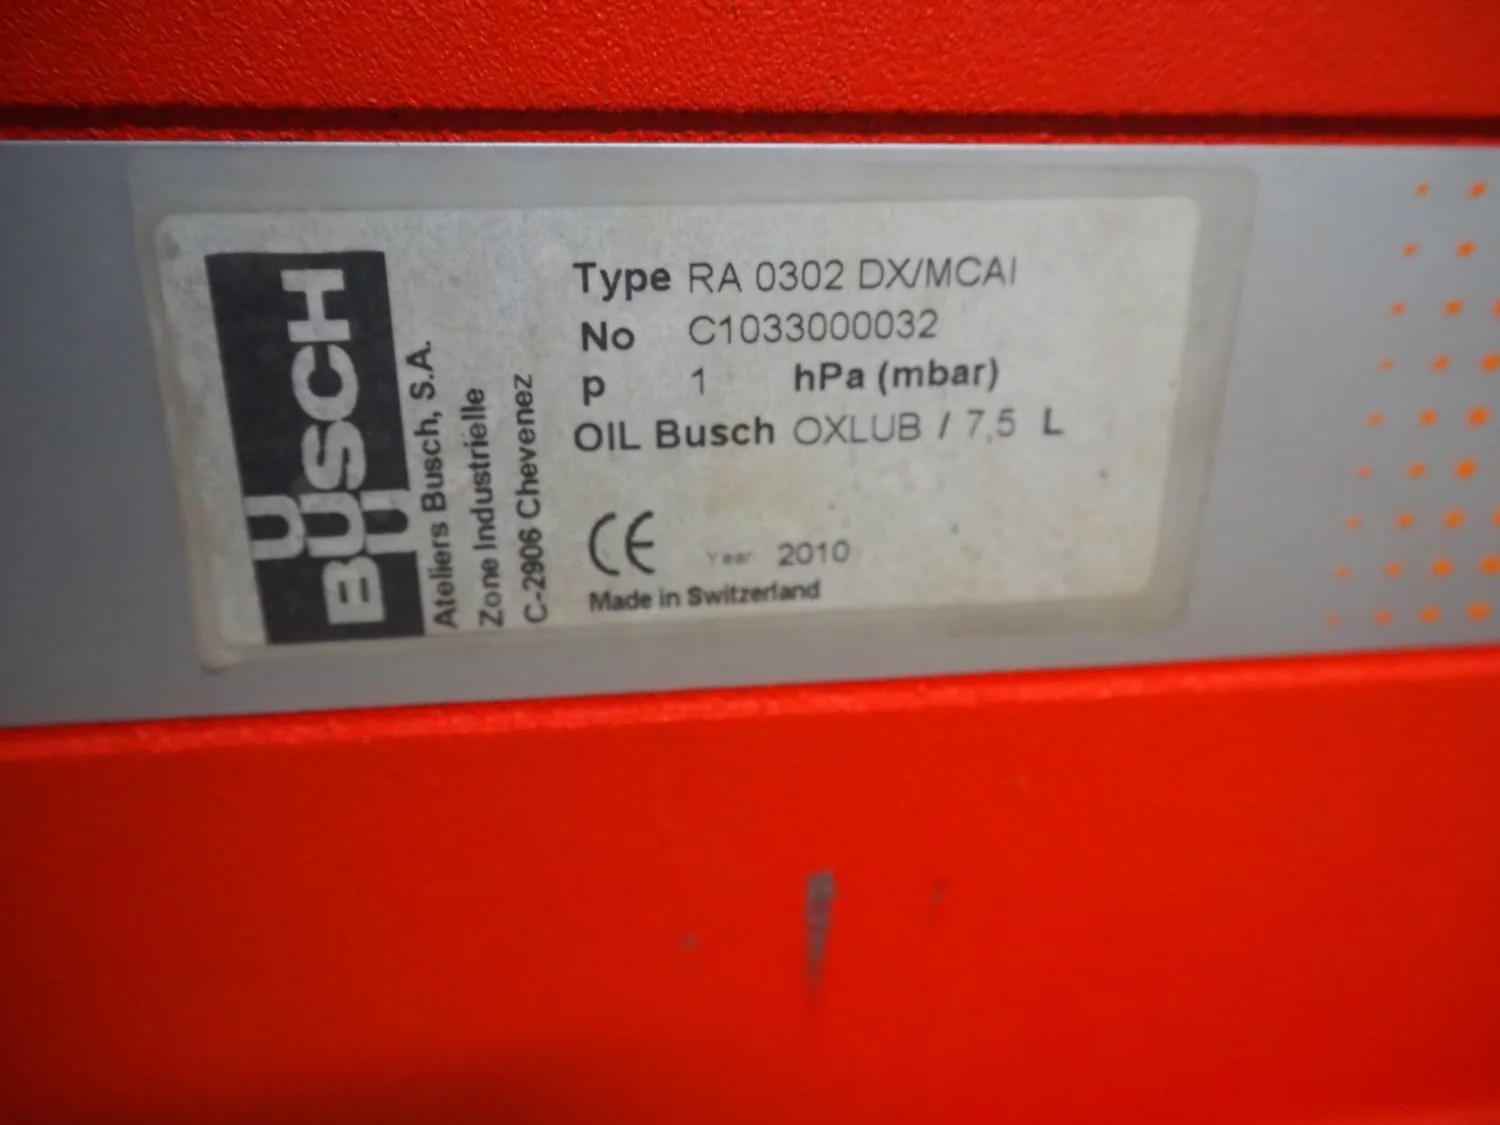 BUSCH
Ateliers Busch, S.A.
Zone Industrielle
C-2906 Chevenez
Type RA 0302 DX/MCAI
No C1033000032
p 1 hPa (mbar)
OIL Busch OXLUB / 7,5 L
CE Year 2010
Made in Switzerland